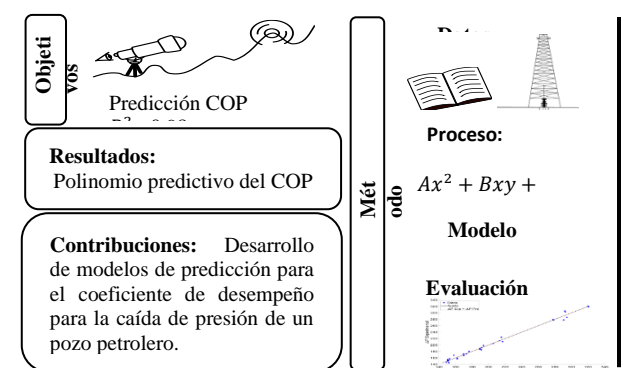 Objeti
vos
Predicción COP
Resultados:
Polinomio predictivo del COP
Contribuciones: Desarrollo
de modelos de predicción para
el coeficiente de desempeño
para la caída de presión de un
pozo petrolero.
Mét
odo
Proceso:
Ax² + Bxy +
Modelo
Evaluación